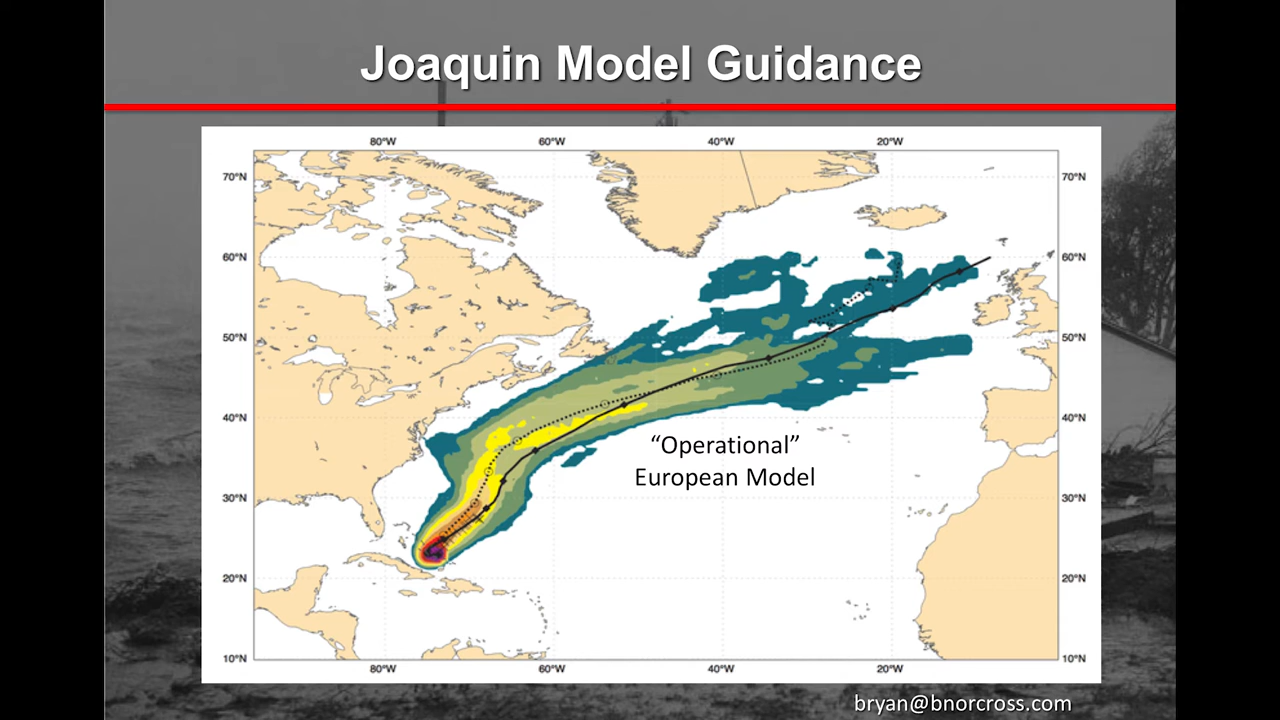 Joaquin Model Guidance
80°W 60°W 40°W 20°W
70°N 70°N
60°N 60°N
50°N 50°N
40°N 40°N
“Operational”
European Model
30°N 30°N
20°N 20°N
10°N 10°N
80°W 60°W 40°W 20°W
bryan@bnorcross.com